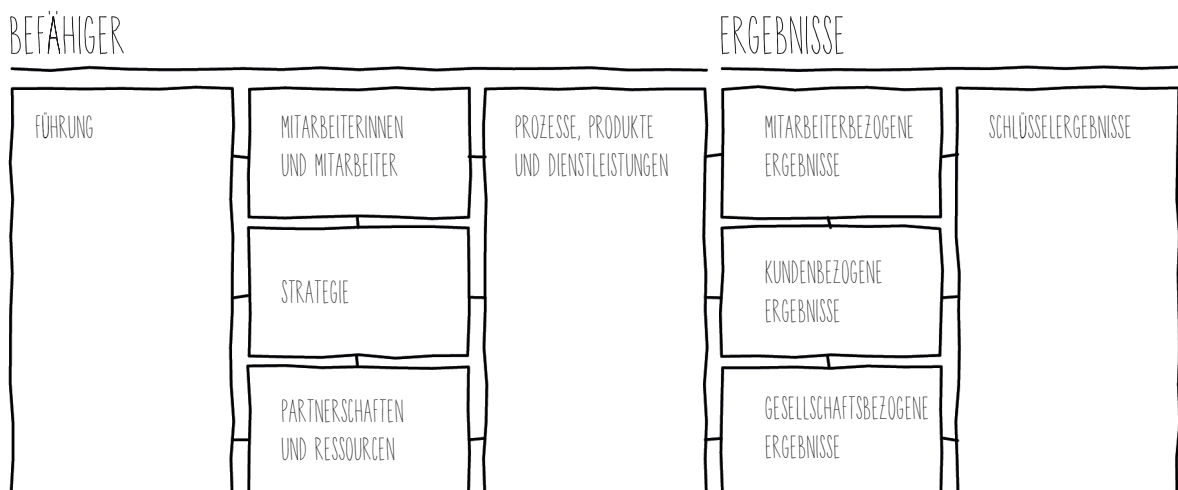 BEFÄHIGER
ERGEBNISSE
FÜHRUNG
MITARBEITERINNEN
UND MITARBEITER
STRATEGIE
PARTNERSCHAFTEN
UND RESSOURCEN
PROZESSE, PRODUKTE
UND DIENSTLEISTUNGEN
MITARBEITERBEZOGENE
ERGEBNISSE
KUNDENBEZOGENE
ERGEBNISSE
GESELLSCHAFTSBEZOGENE
ERGEBNISSE
SCHLÜSSELERGEBNISSE